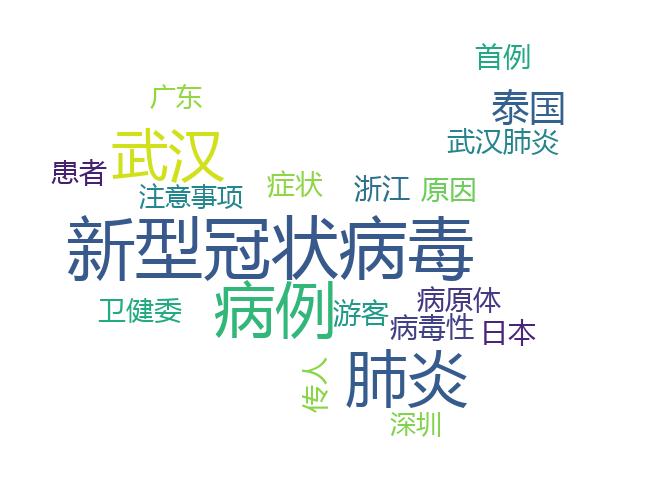 首例
广东
泰国
武汉
武汉肺炎
患者
注意事项
症状
浙江
原因
新型冠状病毒
卫健委
病例
游客
病原体
病毒性
日本
肺炎
传人
深圳